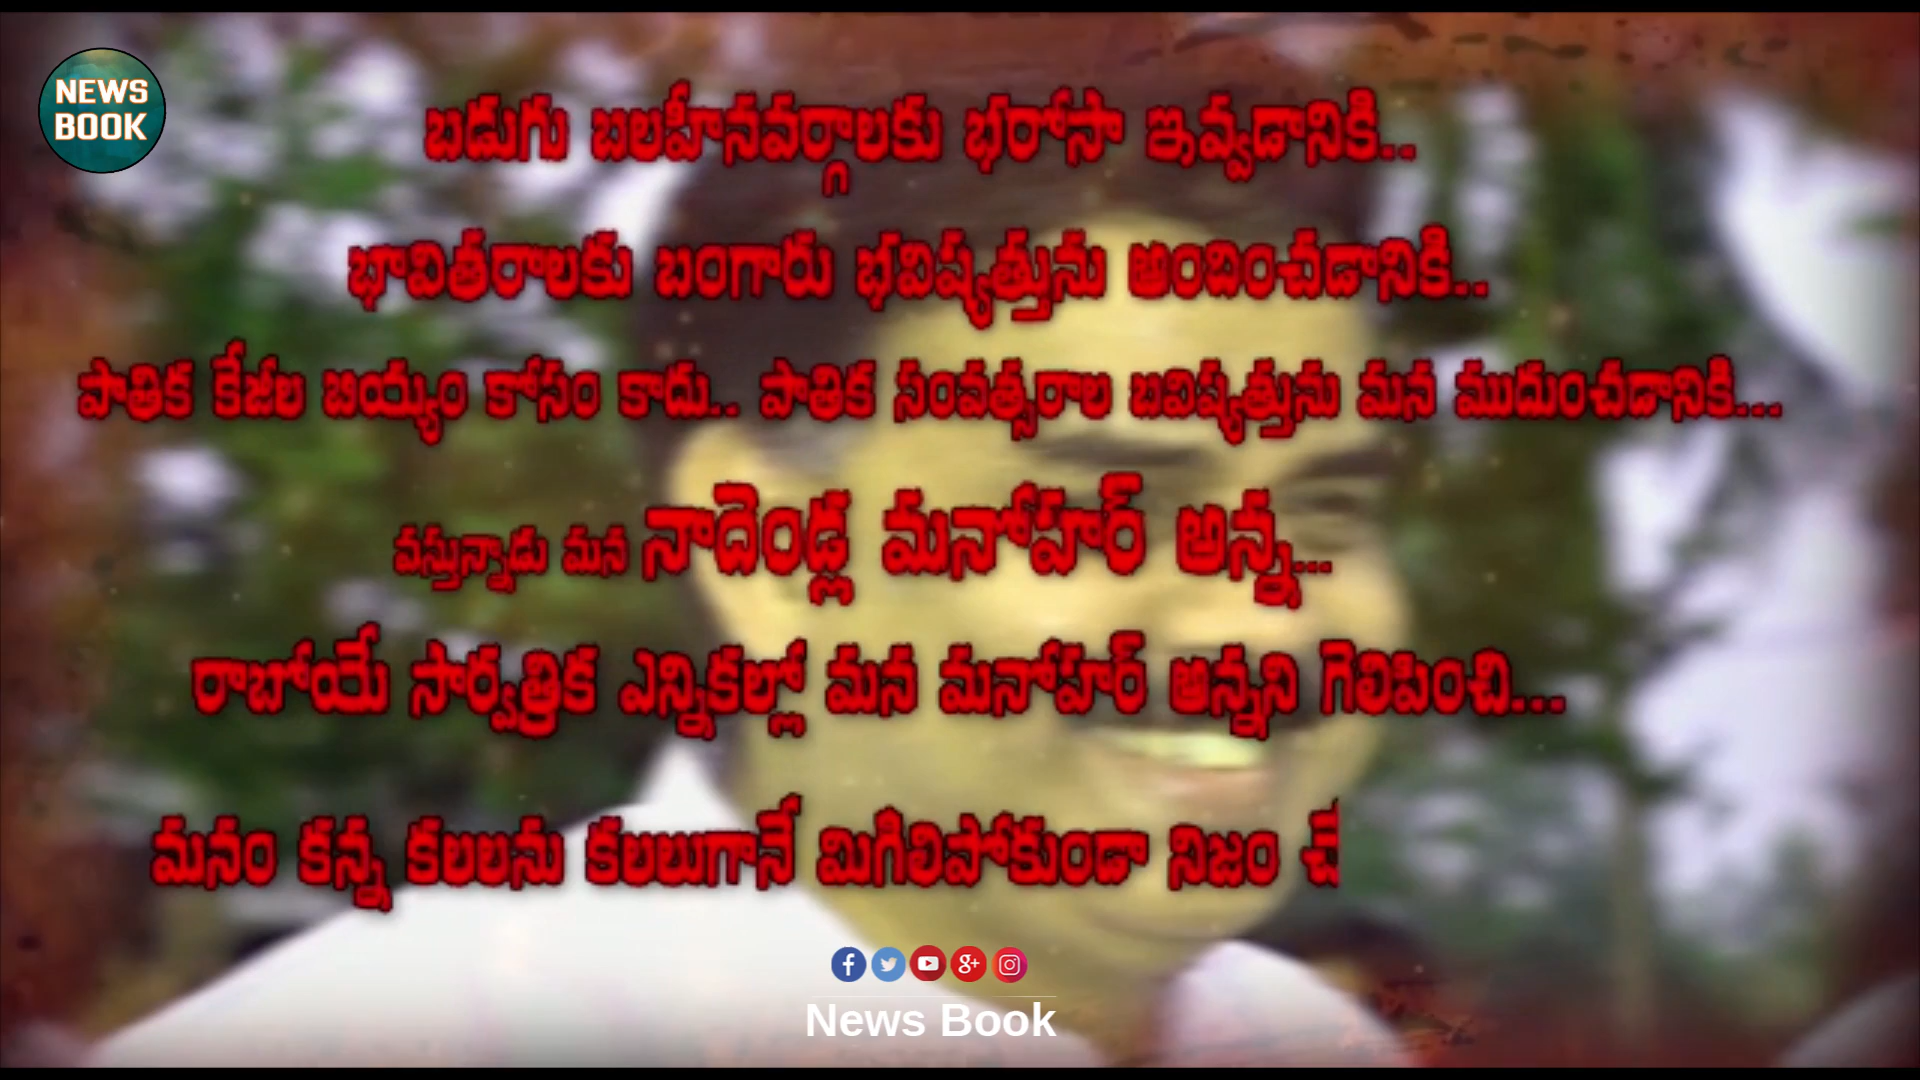 NEWS
BOOK
బడుగు బలహీనవర్గాలకు భరోసా ఇవ్వడానికి..
భావితరాలకు బంగారు భవిష్యత్తును అందించడానికి..
పాతిక కేజీల బియ్యం కోసం కాదు.. పాతిక సంవత్సరాల బవిష్యత్తును మన ముదుంచడానికి...
వస్తున్నాడు మన నాదెండ్ల మనోహర్ అన్న...
రాబోయే సార్వత్రిక ఎన్నికల్లో మన మనోహర్ అన్నని గెలిపించి...
మనం కన్న కలలను కలలుగానే మిగిలిపోకుండా నిజం చే
News Book